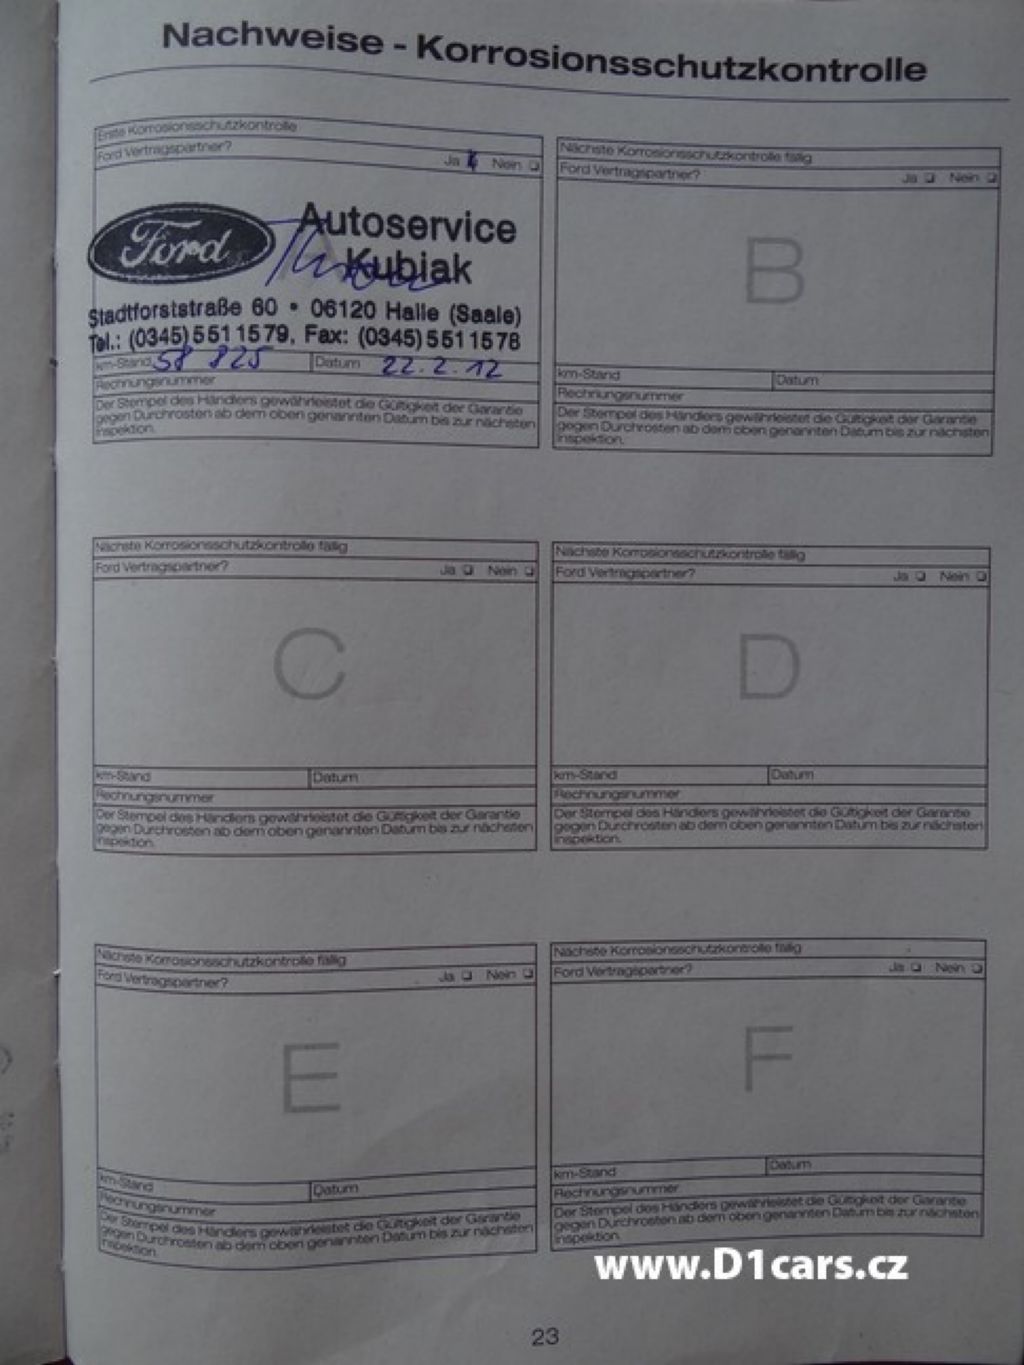 Nachweise - Korrosionsschutzkontrolle
Erste Korrosionsschutzkontrolle
Ford Vertragspartner?
Ja Nein
Ford
Autoservice
Kubiak
Stadtforststraße 60 • 06120 Halle (Saale)
Tel.: (0345) 551 1579, Fax: (0345) 551 1578
km-Stand 58 825 Datum 22.2.12
Rechnungsnummer
Der Stempel des Händlers gewährleistet die Gültigkeit der Garantie
gegen Durchrosten ab dem oben genannten Datum bis zur nächsten
Inspektion.
Nächste Korrosionsschutzkontrolle fällig
Ford Vertragspartner? Ja Nein
B
km-Stand Datum
Rechnungsnummer
Der Stempel des Händlers gewährleistet die Gültigkeit der Garantie
gegen Durchrosten ab dem oben genannten Datum bis zur nächsten
Inspektion.
Nächste Korrosionsschutzkontrolle fällig
Ford Vertragspartner? Ja Nein
C
km-Stand Datum
Rechnungsnummer
Der Stempel des Händlers gewährleistet die Gültigkeit der Garantie
gegen Durchrosten ab dem oben genannten Datum bis zur nächsten
Inspektion.
Nächste Korrosionsschutzkontrolle fällig
Ford Vertragspartner? Ja Nein
D
km-Stand Datum
Rechnungsnummer
Der Stempel des Händlers gewährleistet die Gültigkeit der Garantie
gegen Durchrosten ab dem oben genannten Datum bis zur nächsten
Inspektion.
Nächste Korrosionsschutzkontrolle fällig
Ford Vertragspartner? Ja Nein
E
km-Stand Datum
Rechnungsnummer
Der Stempel des Händlers gewährleistet die Gültigkeit der Garantie
gegen Durchrosten ab dem oben genannten Datum bis zur nächsten
Inspektion.
Nächste Korrosionsschutzkontrolle fällig
Ford Vertragspartner? Ja Nein
F
km-Stand Datum
Rechnungsnummer
Der Stempel des Händlers gewährleistet die Gültigkeit der Garantie
gegen Durchrosten ab dem oben genannten Datum bis zur nächsten
Inspektion.
www.D1cars.cz
23